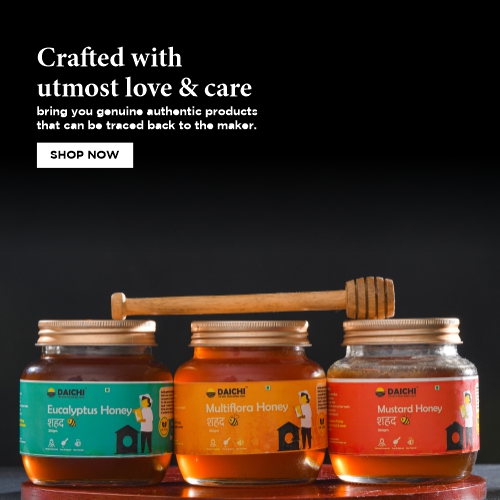 Crafted with
utmost love & care
bring you genuine authentic products
that can be traced back to the maker.
SHOP NOW
DAICHI
Eucalyptus Honey
शहद
DAICHI
Multiflora Honey
शहद
DAICHI
Mustard Honey
शहद